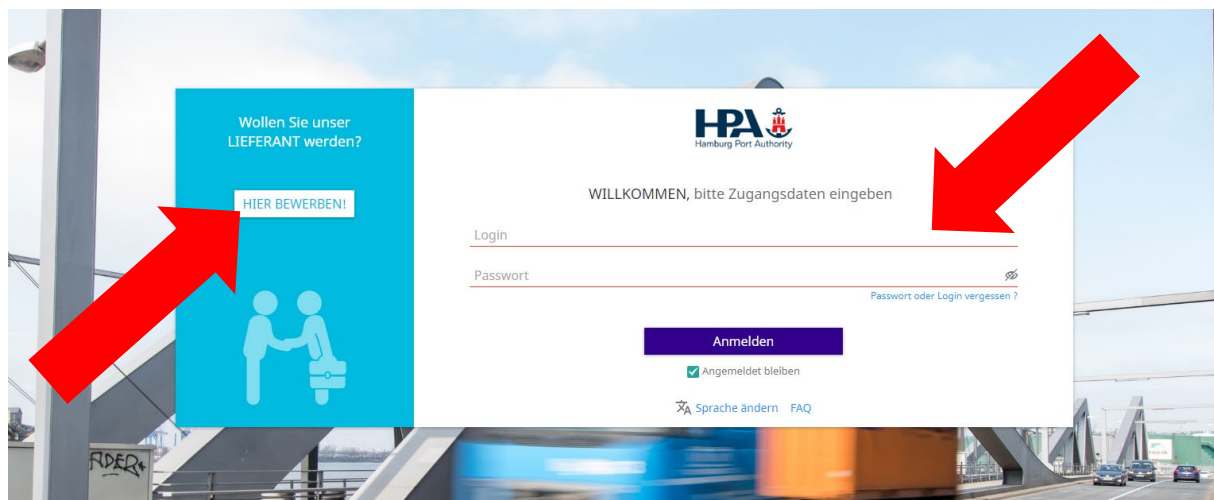 Wollen Sie unser
LIEFERANT werden?
HIER BEWERBEN!
HPA
Hamburg Port Authority
WILLKOMMEN, bitte Zugangsdaten eingeben
Login
Passwort
Passwort oder Login vergessen ?
Anmelden
Angemeldet bleiben
Sprache ändern FAQ